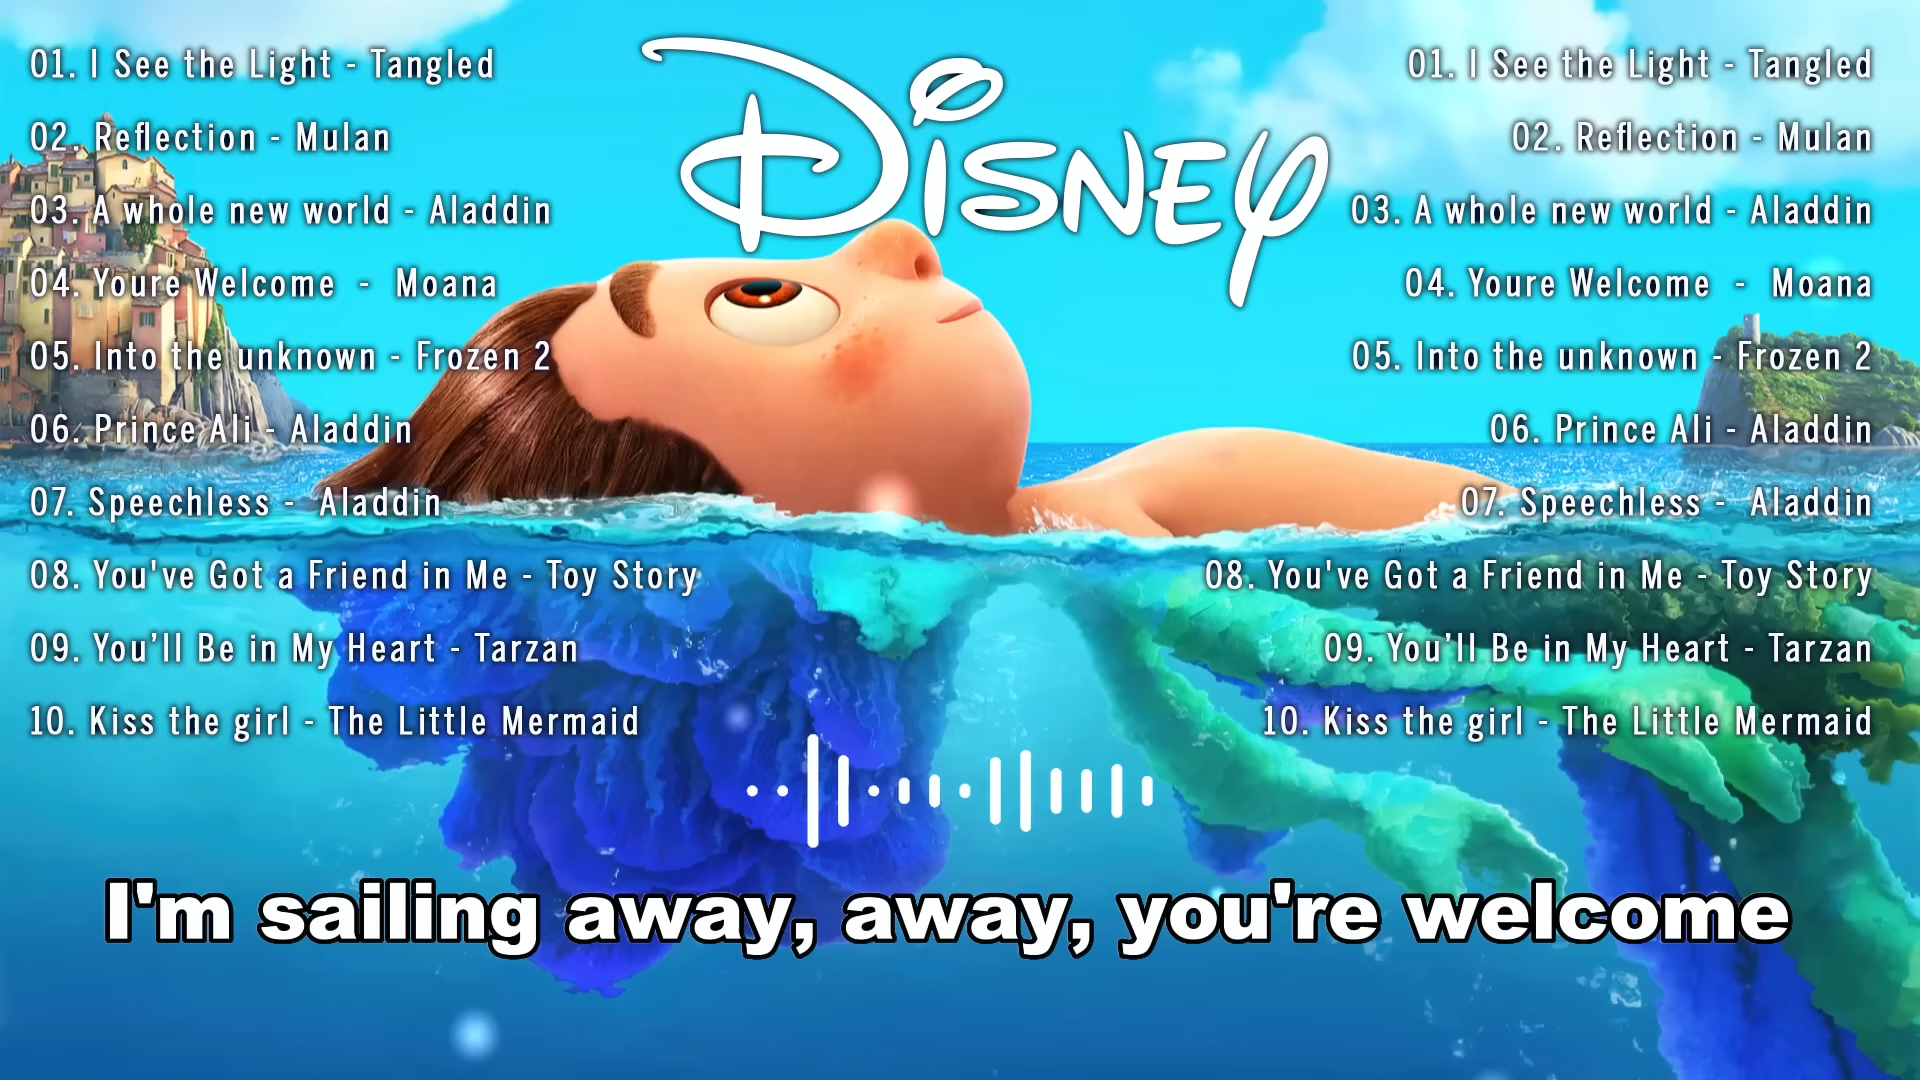 Disney
01. I See the Light - Tangled
02. Reflection - Mulan
03. A whole new world - Aladdin
04. Youre Welcome - Moana
05. Into the unknown - Frozen 2
06. Prince Ali - Aladdin
07. Speechless - Aladdin
08. You've Got a Friend in Me - Toy Story
09. You’ll Be in My Heart - Tarzan
10. Kiss the girl - The Little Mermaid
01. I See the Light - Tangled
02. Reflection - Mulan
03. A whole new world - Aladdin
04. Youre Welcome - Moana
05. Into the unknown - Frozen 2
06. Prince Ali - Aladdin
07. Speechless - Aladdin
08. You've Got a Friend in Me - Toy Story
09. You’ll Be in My Heart - Tarzan
10. Kiss the girl - The Little Mermaid
I'm sailing away, away, you're welcome